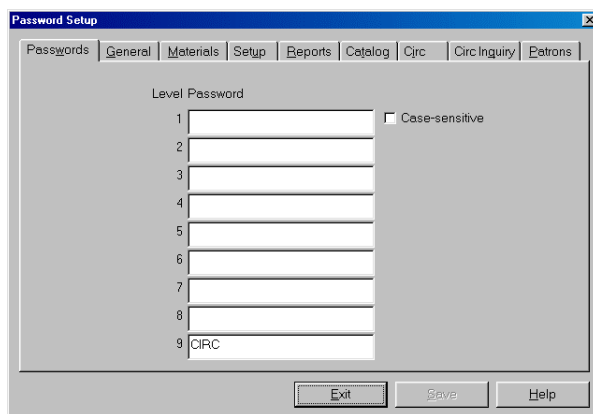 Password Setup
Passwords General Materials Setup Reports Catalog Circ Circ Inquiry Patrons
Level Password
1 Case-sensitive
2
3
4
5
6
7
8
9 CIRC
Exit Save Help